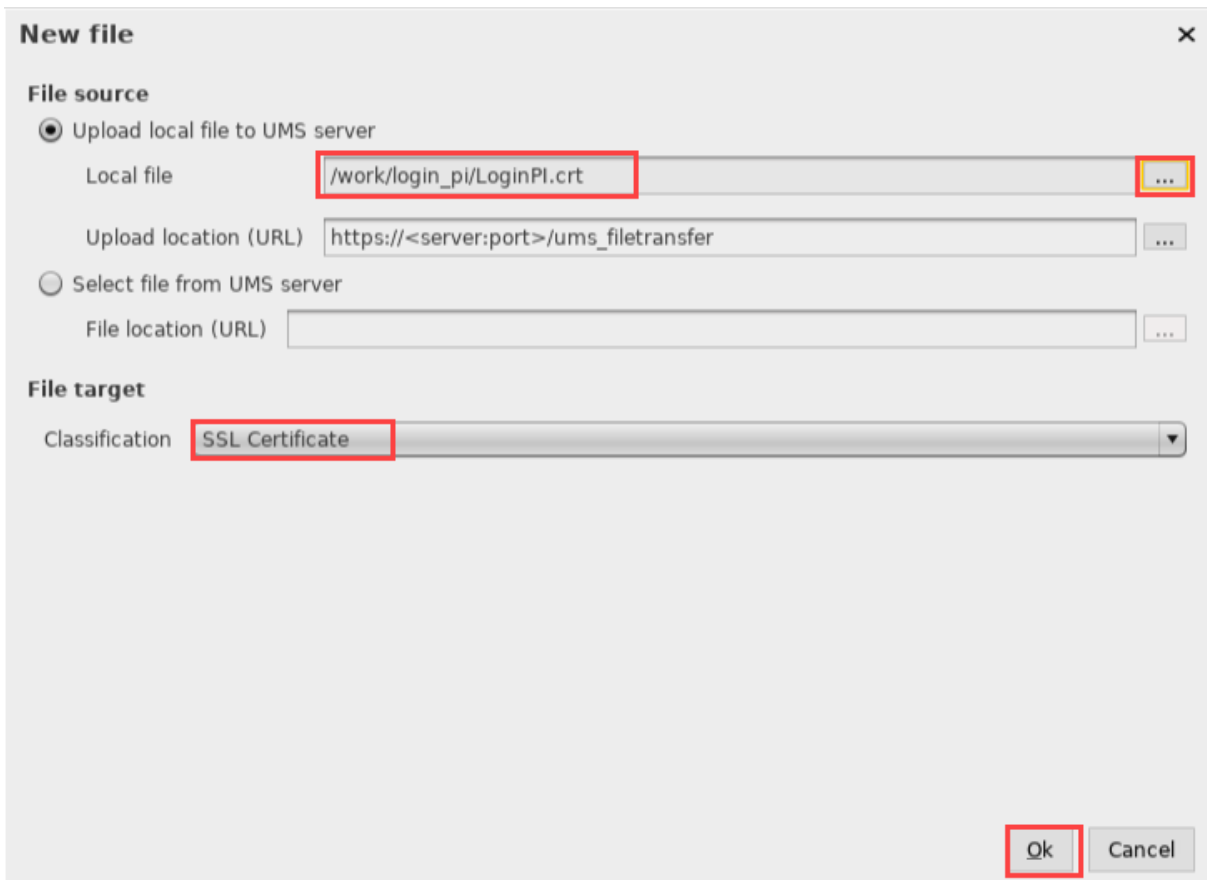 New file ×
File source
Upload local file to UMS server
Local file /work/login_pi/LoginPI.crt ...
Upload location (URL) https://<server:port>/ums_filetransfer ...
Select file from UMS server
File location (URL) ...
File target
Classification SSL Certificate
Ok Cancel